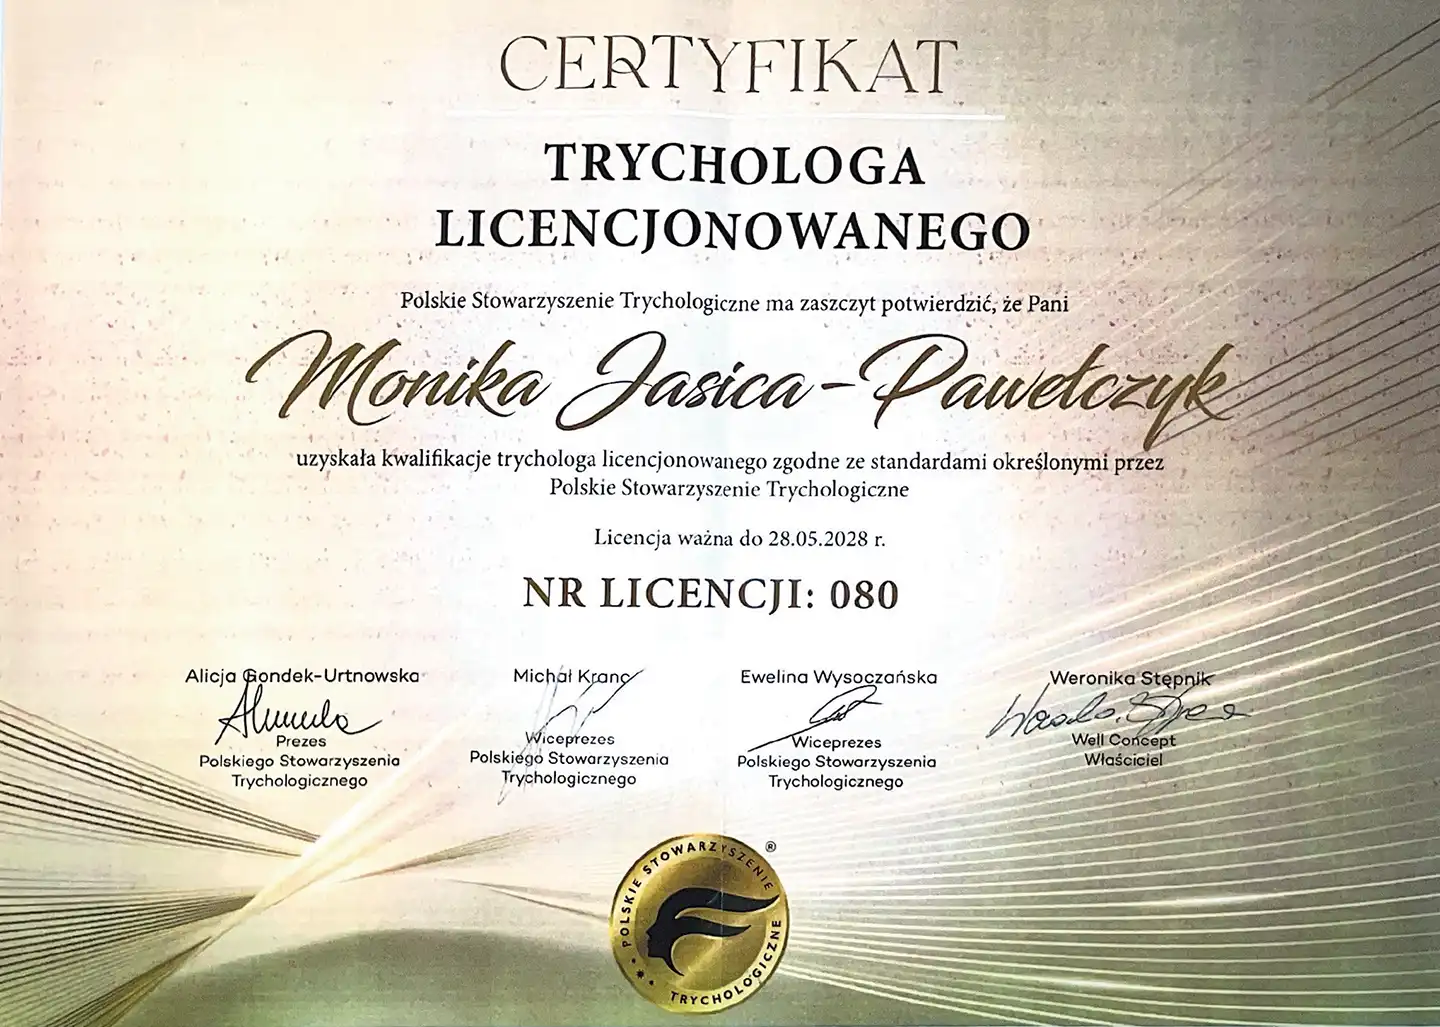 CERTYFIKAT
TRYCHOLOGA
LICENCJONOWANEGO
Polskie Stowarzyszenie Trychologiczne ma zaszczyt potwierdzić, że Pani
Monika Jasica-Pawełczyk
uzyskała kwalifikacje trychologa licencjonowanego zgodne ze standardami określonymi przez
Polskie Stowarzyszenie Trychologiczne
Licencja ważna do 28.05.2028 r.
NR LICENCJI: 080
Alicja Gondek-Urtnowska
Prezes
Polskiego Stowarzyszenia
Trychologicznego
Michał Kranc
Wiceprezes
Polskiego Stowarzyszenia
Trychologicznego
Ewelina Wysoczańska
Wiceprezes
Polskiego Stowarzyszenia
Trychologicznego
Weronika Stępnik
Well Concept
Właściciel
POLSKIE STOWARZYSZENIE
TRYCHOLOGICZNE
®